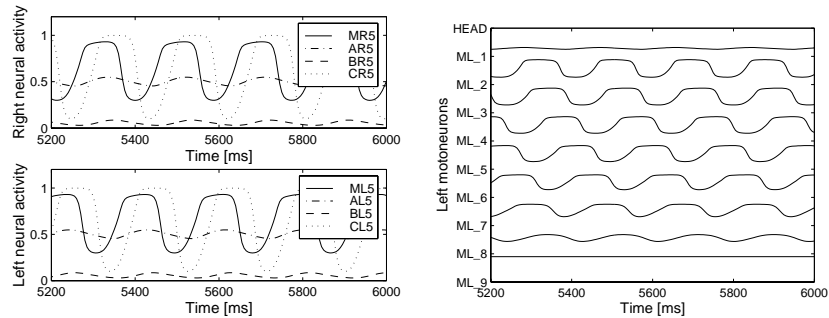 Right neural activity
1
0.5
0
MR5
AR5
BR5
CR5
5200 5400 5600 5800 6000
Time [ms]
Left neural activity
1
0.5
0
ML5
AL5
BL5
CL5
5200 5400 5600 5800 6000
Time [ms]
Left motoneurons
HEAD
ML_1
ML_2
ML_3
ML_4
ML_5
ML_6
ML_7
ML_8
ML_9
5200 5400 5600 5800 6000
Time [ms]